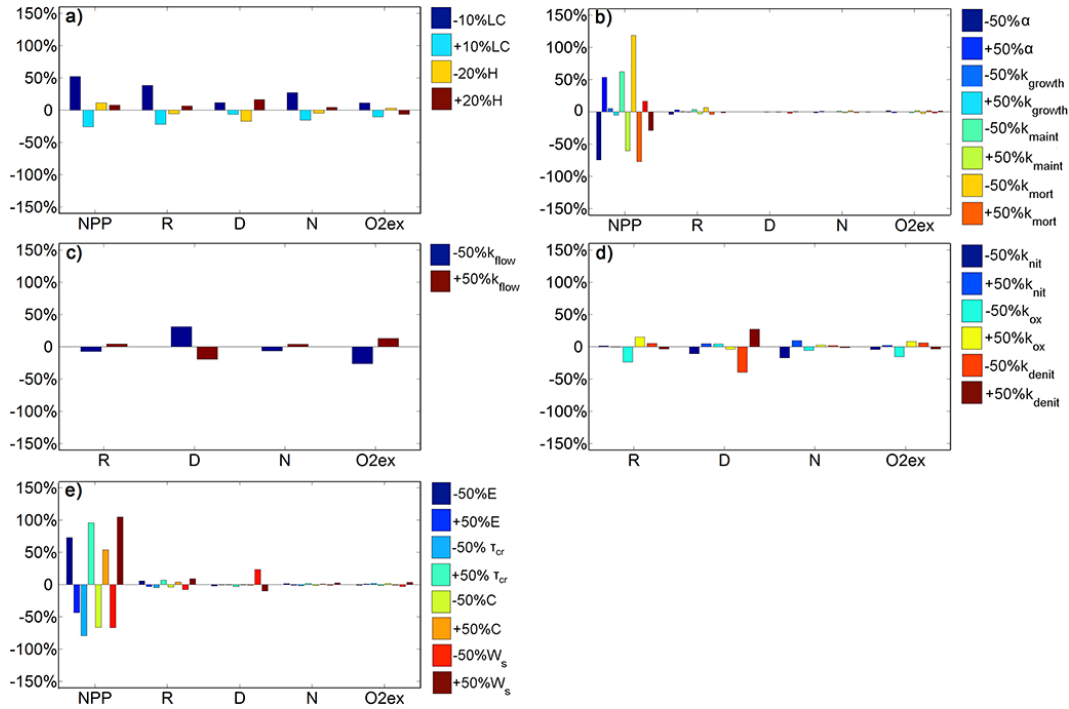 a)
150%
100%
50%
0
-50%
-100%
-150%
NPP R D N O2ex
-10%LC
+10%LC
-20%H
+20%H
b)
150%
100%
50%
0
-50%
-100%
-150%
NPP R D N O2ex
-50%α
+50%α
-50%kgrowth
+50%kgrowth
-50%kmaint
+50%kmaint
-50%kmort
+50%kmort
c)
150%
100%
50%
0
-50%
-100%
-150%
R D N O2ex
-50%kflow
+50%kflow
d)
150%
100%
50%
0
-50%
-100%
-150%
R D N O2ex
-50%knit
+50%knit
-50%kox
+50%kox
-50%kdenit
+50%kdenit
e)
150%
100%
50%
0
-50%
-100%
-150%
NPP R D N O2ex
-50%E
+50%E
-50% τcr
+50% τcr
-50%C
+50%C
-50%Ws
+50%Ws